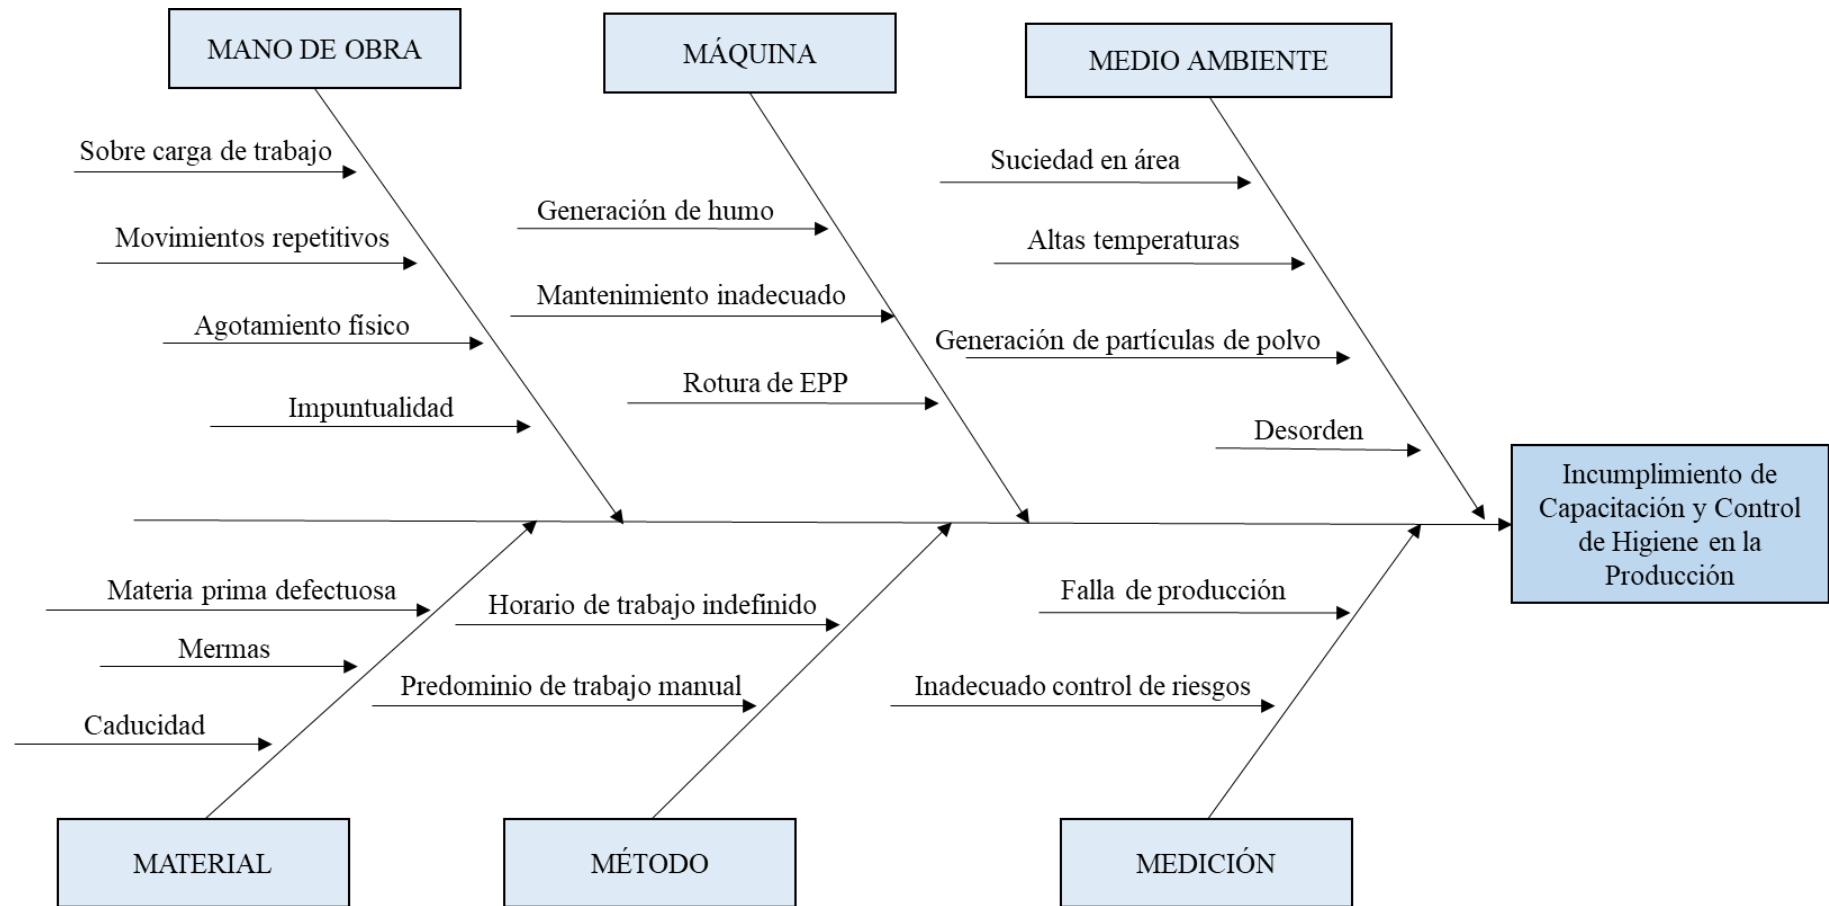 MANO DE OBRA
MÁQUINA
MEDIO AMBIENTE
Sobre carga de trabajo
Movimientos repetitivos
Agotamiento físico
Impuntualidad
Generación de humo
Mantenimiento inadecuado
Rotura de EPP
Suciedad en área
Altas temperaturas
Generación de partículas de polvo
Desorden
Incumplimiento de
Capacitación y Control
de Higiene en la
Producción
Materia prima defectuosa
Mermas
Caducidad
Horario de trabajo indefinido
Predominio de trabajo manual
Falla de producción
Inadecuado control de riesgos
MATERIAL
MÉTODO
MEDICIÓN